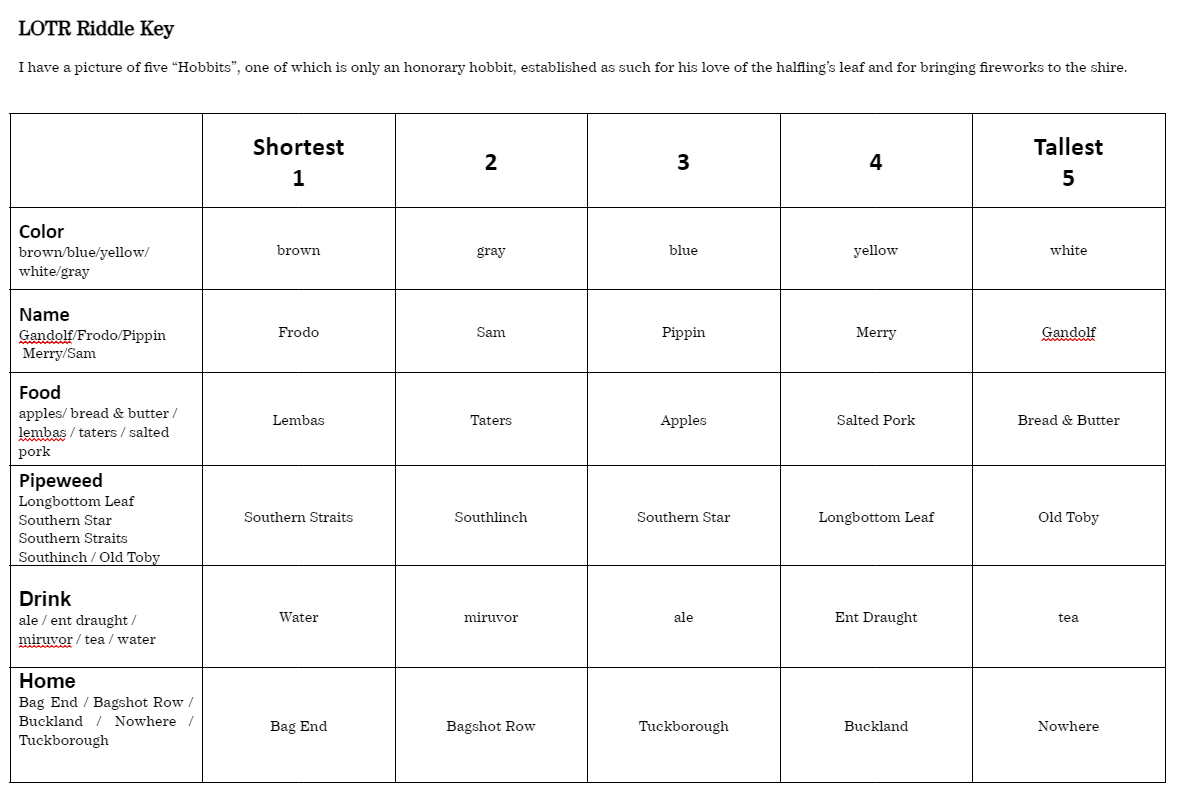 LOTR Riddle Key
I have a picture of five “Hobbits”, one of which is only an honorary hobbit, established as such for his love of the halfling’s leaf and for bringing fireworks to the shire.
Shortest
1
2
3
4
Tallest
5
Color
brown/blue/yellow/
white/gray
brown
gray
blue
yellow
white
Name
Gandolf/Frodo/Pippin
Merry/Sam
Frodo
Sam
Pippin
Merry
Gandolf
Food
apples/ bread & butter /
lembas / taters / salted
pork
Lembas
Taters
Apples
Salted Pork
Bread & Butter
Pipeweed
Longbottom Leaf
Southern Star
Southern Straits
Southinch / Old Toby
Southern Straits
Southlinch
Southern Star
Longbottom Leaf
Old Toby
Drink
ale / ent draught /
miruvor / tea / water
Water
miruvor
ale
Ent Draught
tea
Home
Bag End / Bagshot Row /
Buckland / Nowhere /
Tuckborough
Bag End
Bagshot Row
Tuckborough
Buckland
Nowhere